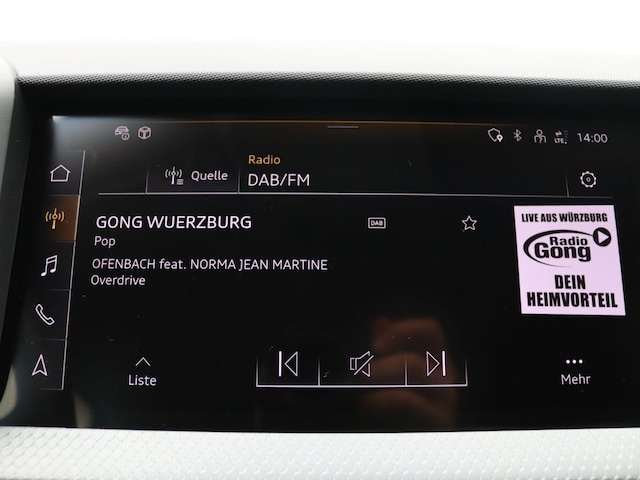 LTE
14:00
Radio
Quelle
DAB/FM
GONG WUERZBURG
DAB
Pop
OFENBACH feat. NORMA JEAN MARTINE
Overdrive
LIVE AUS WÜRZBURG
Radio
Gong
DEIN
HEIMVORTEIL
Liste
Mehr